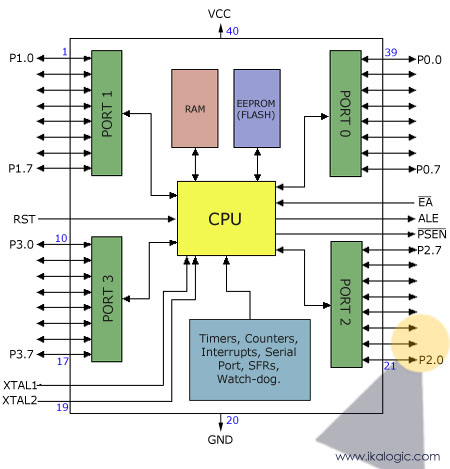 VCC
40
1
39
P1.0
P0.0
PORT 1
RAM
EEPROM
(FLASH)
PORT 0
P1.7
P0.7
CPU
EA
RST
ALE
PSEN
10
P3.0
P2.7
PORT 3
PORT 2
Timers, Counters,
Interrupts, Serial
Port, SFRs,
Watch-dog.
P3.7
P2.0
17
21
XTAL1
XTAL2
19
20
GND
www.ikalogic.com